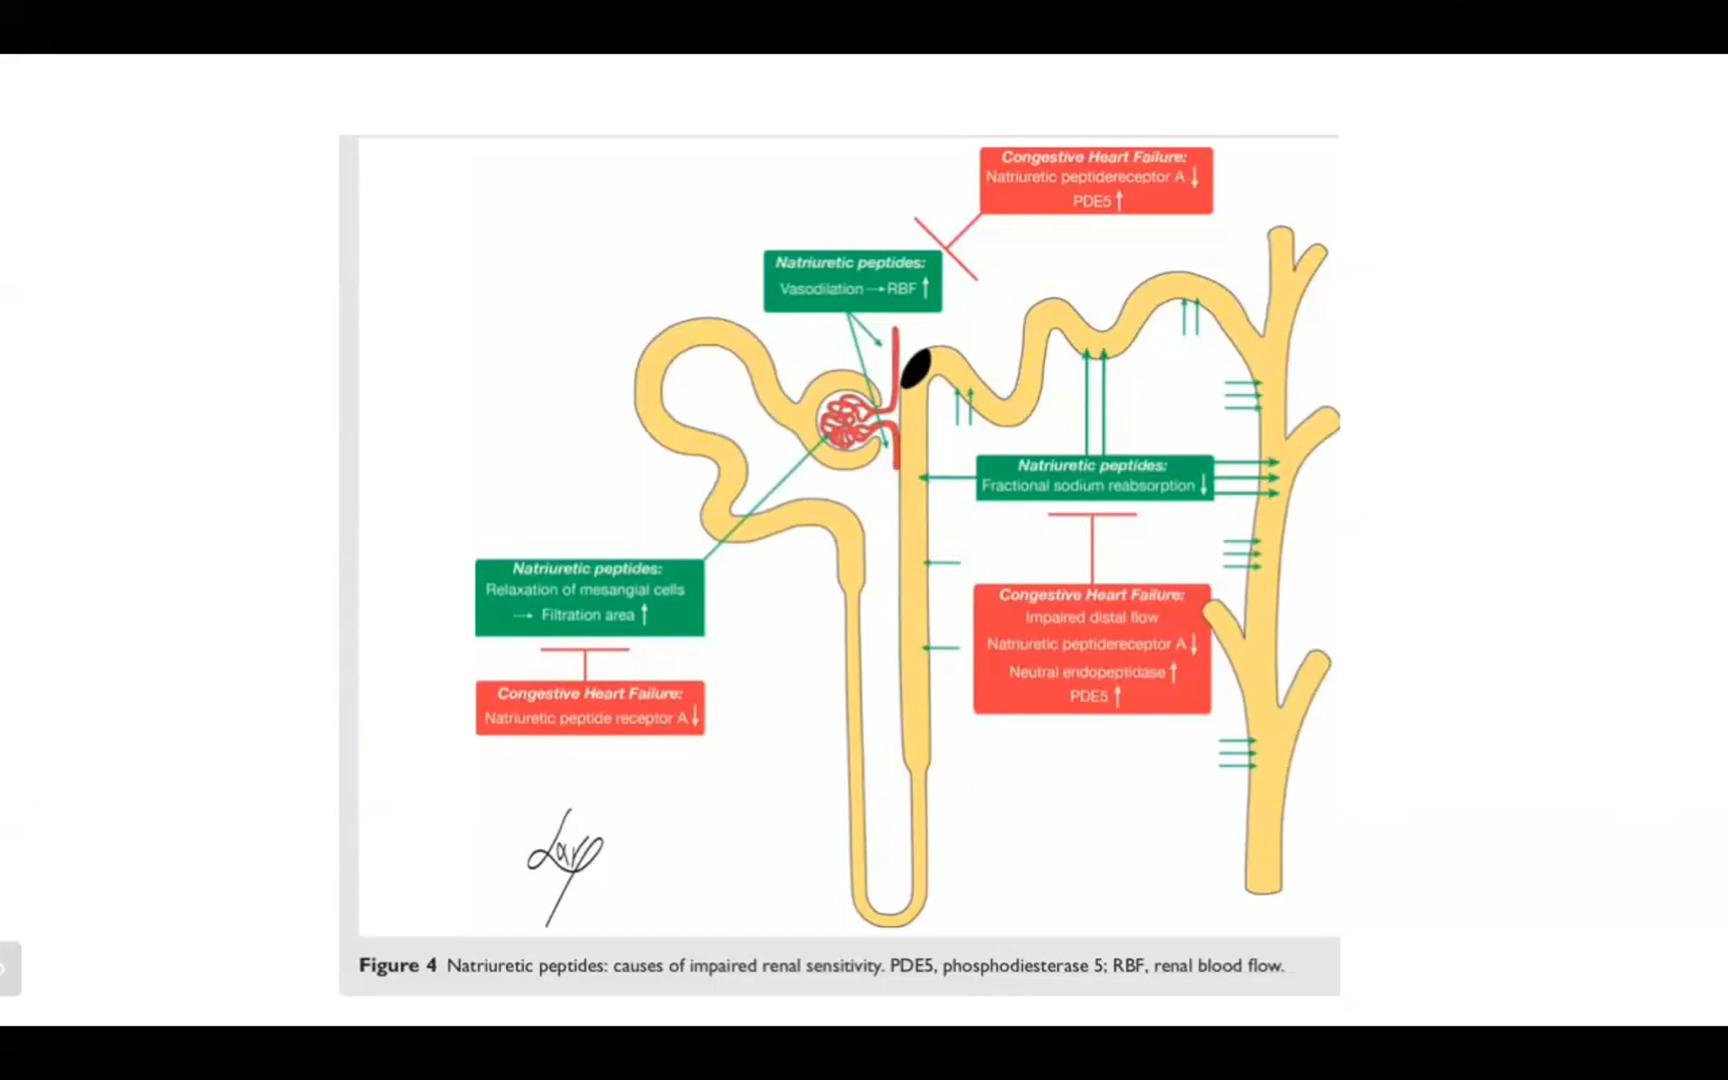 Congestive Heart Failure:
Natriuretic peptidereceptor A ↓
PDE5 ↑
Natriuretic peptides:
Vasodilation → RBF ↑
Natriuretic peptides:
Fractional sodium reabsorption ↓
Natriuretic peptides:
Relaxation of mesangial cells
→ Filtration area ↑
Congestive Heart Failure:
Impaired distal flow
Natriuretic peptidereceptor A ↓
Neutral endopeptidase ↑
PDE5 ↑
Congestive Heart Failure:
Natriuretic peptide receptor A ↓
Figure 4 Natriuretic peptides: causes of impaired renal sensitivity. PDE5, phosphodiesterase 5; RBF, renal blood flow.